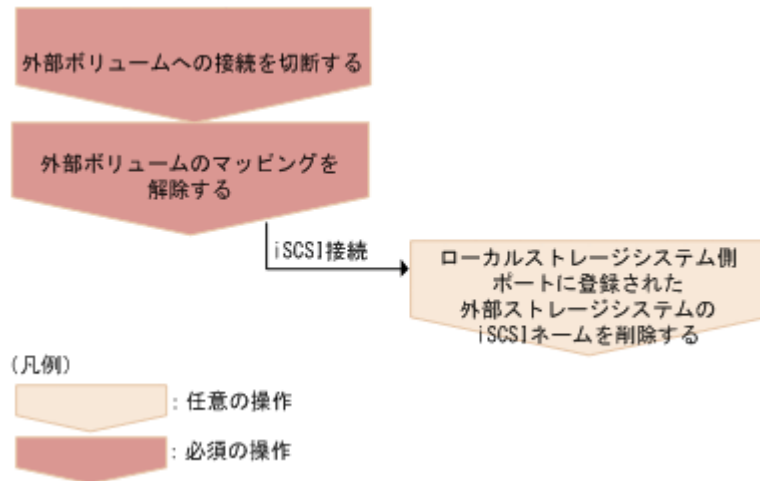 外部ボリュームへの接続を切断する
外部ボリュームのマッピングを
解除する
iSCSI接続
ローカルストレージシステム側
ポートに登録された
外部ストレージシステムの
iSCSIネームを削除する
(凡例)
: 任意の操作
: 必須の操作